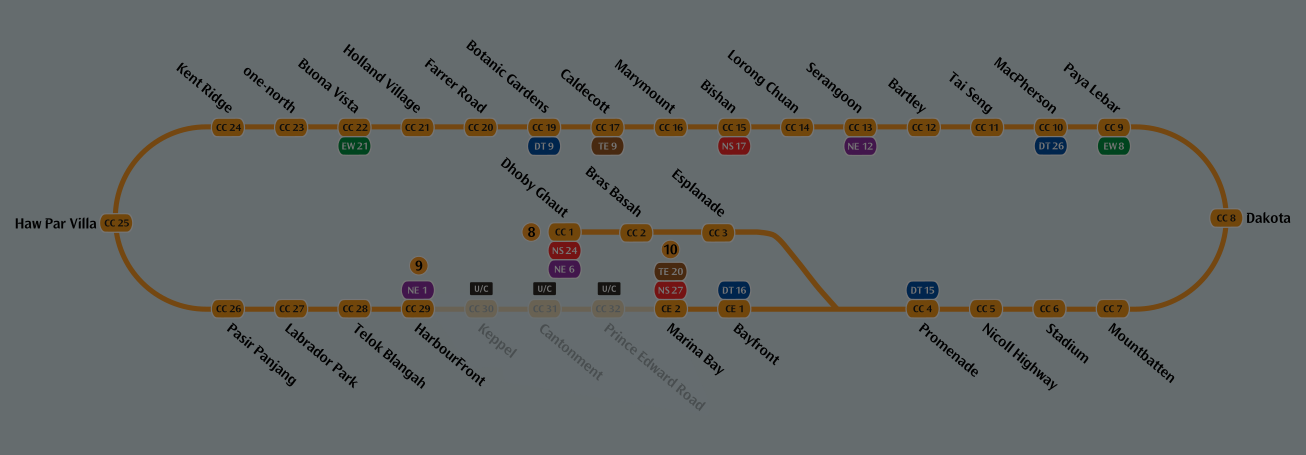 Kent Ridge
one-north
Buona Vista
Holland Village
Farrer Road
Botanic Gardens
Caldecott
Marymount
Bishan
Lorong Chuan
Serangoon
Bartley
Tai Seng
MacPherson
Paya Lebar
CC 24
CC 23
CC 22
CC 21
CC 20
CC 19
CC 17
CC 16
CC 15
CC 14
CC 13
CC 12
CC 11
CC 10
CC 9
EW 21
DT 9
TE 9
NS 17
NE 12
DT 26
EW 8
Dhoby Ghaut
Bras Basah
Esplanade
Haw Par Villa
CC 25
CC 8
Dakota
8
CC 1
CC 2
CC 3
NS 24
NE 6
10
9
TE 20
NE 1
U/C
U/C
U/C
NS 27
DT 16
DT 15
CC 26
CC 27
CC 28
CC 29
CC 30
CC 31
CC 32
CE 2
CE 1
CC 4
CC 5
CC 6
CC 7
Pasir Panjang
Labrador Park
Telok Blangah
HarbourFront
Keppel
Cantonment
Prince Edward Road
Marina Bay
Bayfront
Promenade
Nicoll Highway
Stadium
Mountbatten